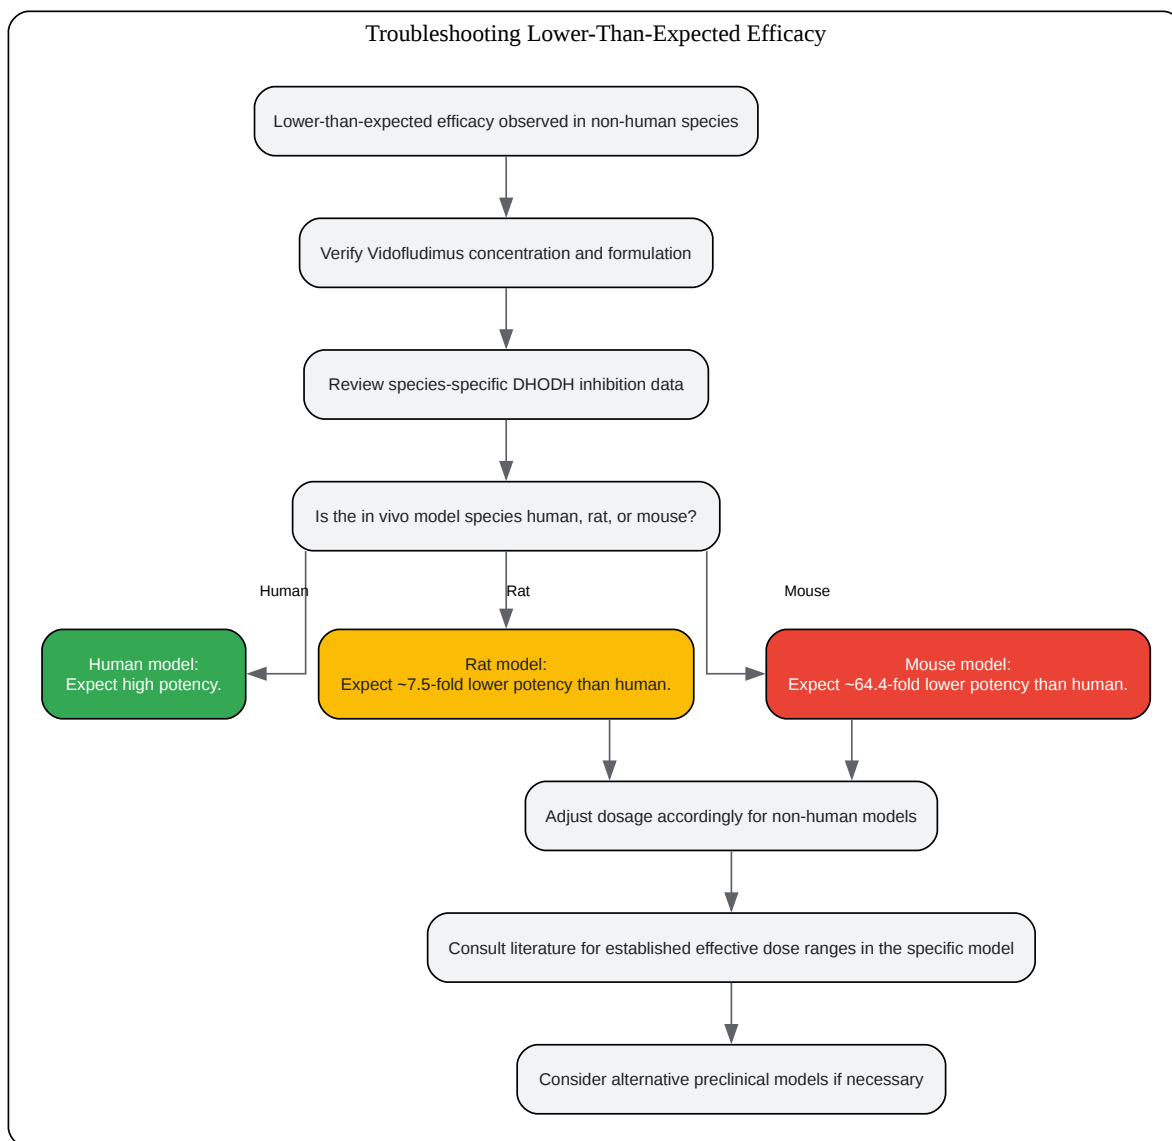 Troubleshooting Lower-Than-Expected Efficacy
Lower-than-expected efficacy observed in non-human species
Verify Vidofludimus concentration and formulation
Review species-specific DHODH inhibition data
Is the in vivo model species human, rat, or mouse?
Human
Rat
Mouse
Human model:
Expect high potency.
Rat model:
Expect ~7.5-fold lower potency than human.
Mouse model:
Expect ~64.4-fold lower potency than human.
Adjust dosage accordingly for non-human models
Consult literature for established effective dose ranges in the specific model
Consider alternative preclinical models if necessary